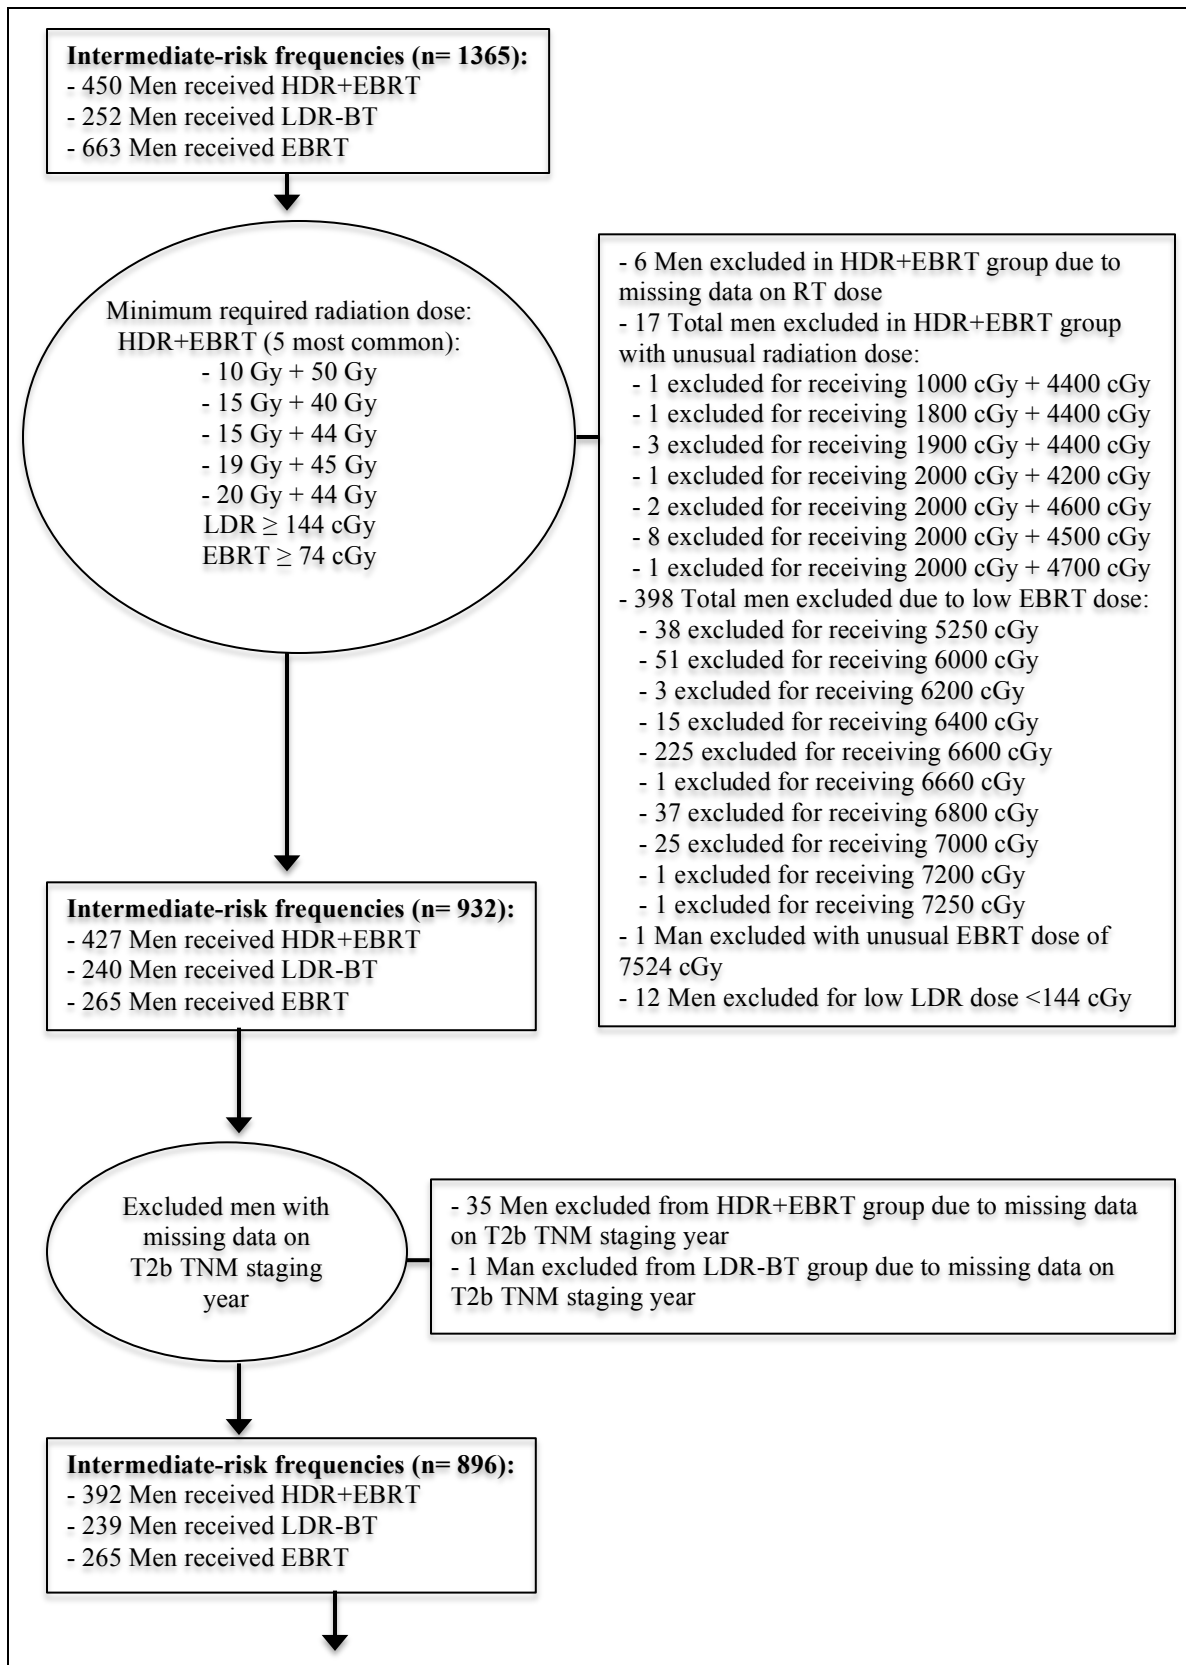 Intermediate-risk frequencies (n= 1365):
- 450 Men received HDR+EBRT
- 252 Men received LDR-BT
- 663 Men received EBRT
Minimum required radiation dose:
HDR+EBRT (5 most common):
- 10 Gy + 50 Gy
- 15 Gy + 40 Gy
- 15 Gy + 44 Gy
- 19 Gy + 45 Gy
- 20 Gy + 44 Gy
LDR ≥ 144 cGy
EBRT ≥ 74 cGy
- 6 Men excluded in HDR+EBRT group due to
missing data on RT dose
- 17 Total men excluded in HDR+EBRT group
with unusual radiation dose:
- 1 excluded for receiving 1000 cGy + 4400 cGy
- 1 excluded for receiving 1800 cGy + 4400 cGy
- 3 excluded for receiving 1900 cGy + 4400 cGy
- 1 excluded for receiving 2000 cGy + 4200 cGy
- 2 excluded for receiving 2000 cGy + 4600 cGy
- 8 excluded for receiving 2000 cGy + 4500 cGy
- 1 excluded for receiving 2000 cGy + 4700 cGy
- 398 Total men excluded due to low EBRT dose:
- 38 excluded for receiving 5250 cGy
- 51 excluded for receiving 6000 cGy
- 3 excluded for receiving 6200 cGy
- 15 excluded for receiving 6400 cGy
- 225 excluded for receiving 6600 cGy
- 1 excluded for receiving 6660 cGy
- 37 excluded for receiving 6800 cGy
- 25 excluded for receiving 7000 cGy
- 1 excluded for receiving 7200 cGy
- 1 excluded for receiving 7250 cGy
- 1 Man excluded with unusual EBRT dose of
7524 cGy
- 12 Men excluded for low LDR dose <144 cGy
Intermediate-risk frequencies (n= 932):
- 427 Men received HDR+EBRT
- 240 Men received LDR-BT
- 265 Men received EBRT
Excluded men with
missing data on
T2b TNM staging
year
- 35 Men excluded from HDR+EBRT group due to missing data
on T2b TNM staging year
- 1 Man excluded from LDR-BT group due to missing data on
T2b TNM staging year
Intermediate-risk frequencies (n= 896):
- 392 Men received HDR+EBRT
- 239 Men received LDR-BT
- 265 Men received EBRT